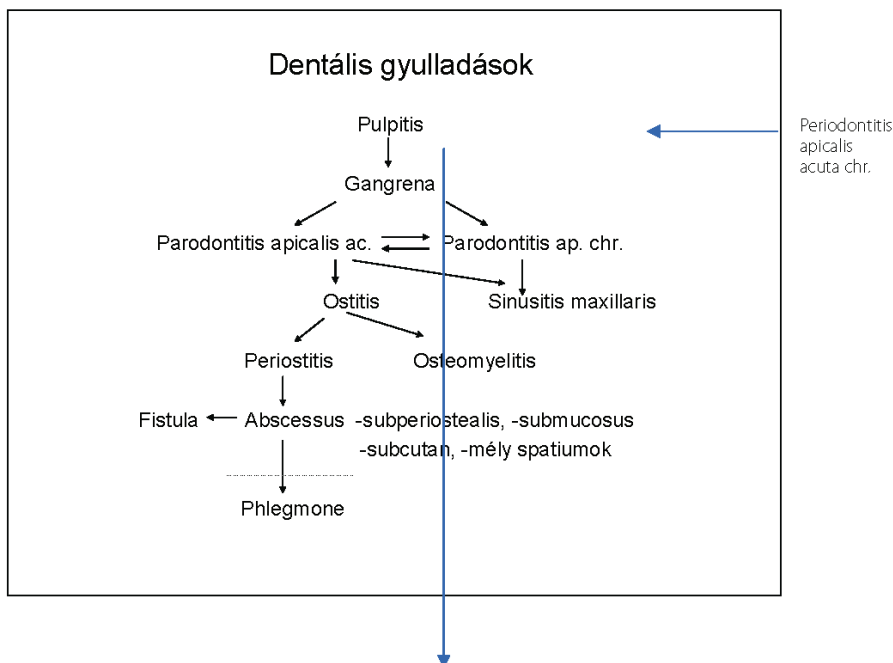 Dentális gyulladások
Pulpitis
Periodontitis
apicalis
acuta chr.
Gangrena
Parodontitis apicalis ac.
Parodontitis ap. chr.
Ostitis
Sinusitis maxillaris
Periostitis
Osteomyelitis
Fistula
Abscessus -subperiostealis, -submucosus
-subcutan, -mély spatiumok
Phlegmone